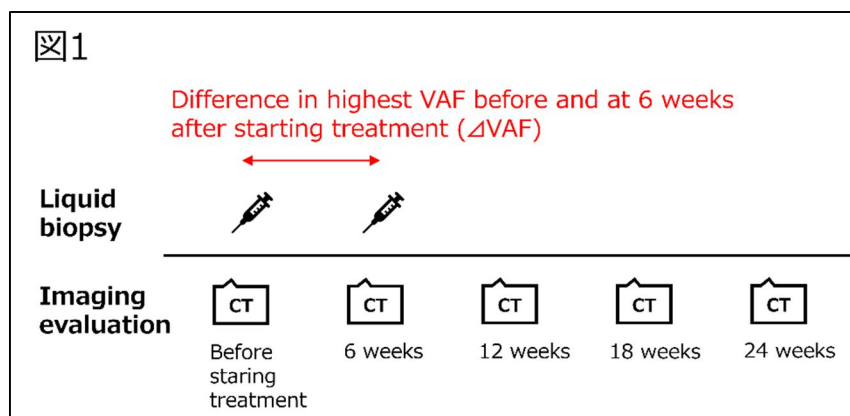 図1
Difference in highest VAF before and at 6 weeks
after starting treatment (⊿VAF)
Liquid
biopsy
Imaging
evaluation
CT
CT
CT
CT
CT
Before
staring
treatment
6 weeks
12 weeks
18 weeks
24 weeks